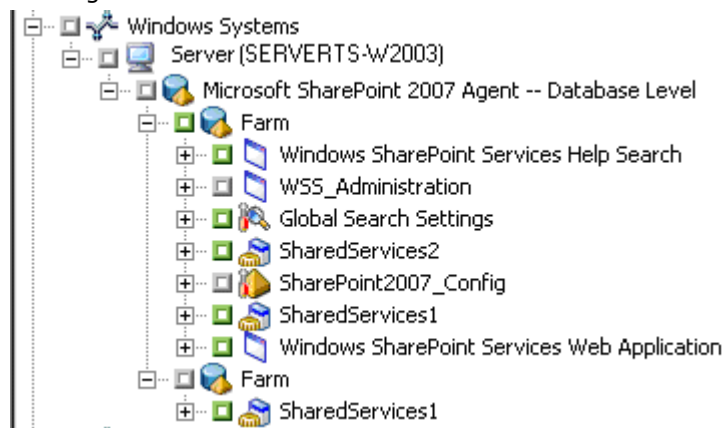 Windows Systems
Server (SERVERTS-W2003)
Microsoft SharePoint 2007 Agent -- Database Level
Farm
Windows SharePoint Services Help Search
WSS_Administration
Global Search Settings
SharedServices2
SharePoint2007_Config
SharedServices1
Windows SharePoint Services Web Application
Farm
SharedServices1